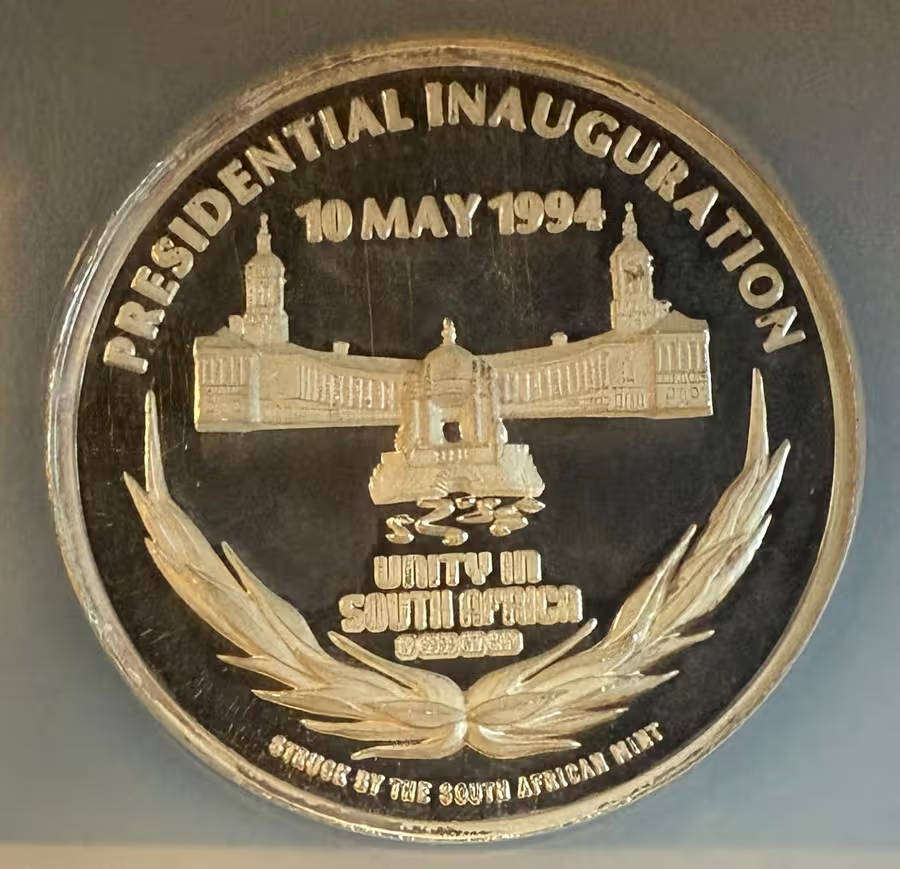 PRESIDENTIAL INAUGURATION
10 MAY 1994
UNITY IN
SOUTH AFRICA
STRUCK BY THE SOUTH AFRICAN MINT